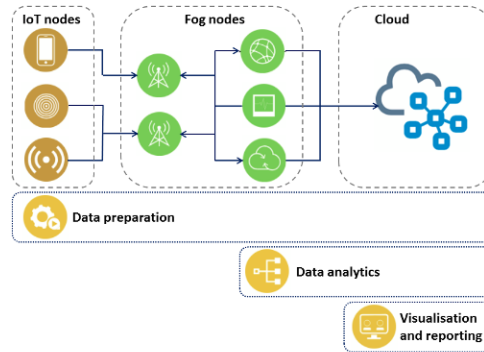 IoT nodes
Fog nodes
Cloud
Data preparation
Data analytics
Visualisation
and reporting